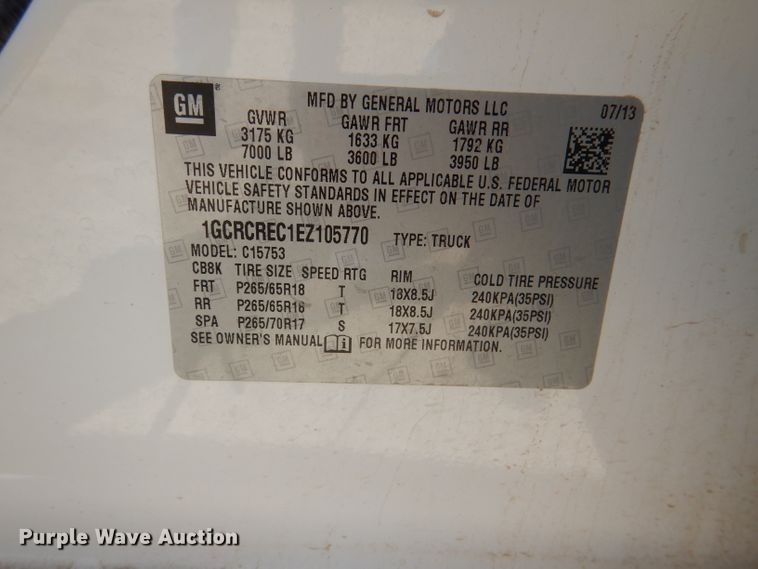 GM
MFD BY GENERAL MOTORS LLC 07/13
GVWR GAWR FRT GAWR RR
3175 KG 1633 KG 1792 KG
7000 LB 3600 LB 3950 LB
THIS VEHICLE CONFORMS TO ALL APPLICABLE U.S. FEDERAL MOTOR
VEHICLE SAFETY STANDARDS IN EFFECT ON THE DATE OF
MANUFACTURE SHOWN ABOVE.
1GCRCREC1EZ105770 TYPE: TRUCK
MODEL: C15753
CB8K TIRE SIZE SPEED RTG RIM COLD TIRE PRESSURE
FRT P265/65R18 T 18X8.5J 240KPA(35PSI)
RR P265/65R18 T 18X8.5J 240KPA(35PSI)
SPA P265/70R17 S 17X7.5J 240KPA(35PSI)
SEE OWNER'S MANUAL FOR MORE INFORMATION.
Purple Wave Auction